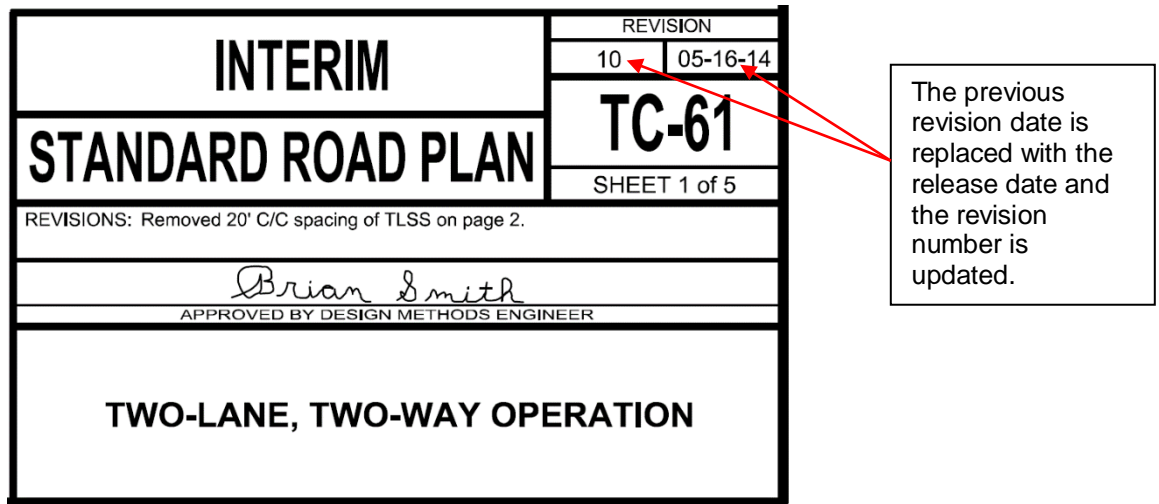 INTERIM
REVISION
10 05-16-14
TC-61
STANDARD ROAD PLAN
SHEET 1 of 5
REVISIONS: Removed 20' C/C spacing of TLSS on page 2.
Brian Smith
APPROVED BY DESIGN METHODS ENGINEER
TWO-LANE, TWO-WAY OPERATION
The previous
revision date is
replaced with the
release date and
the revision
number is
updated.